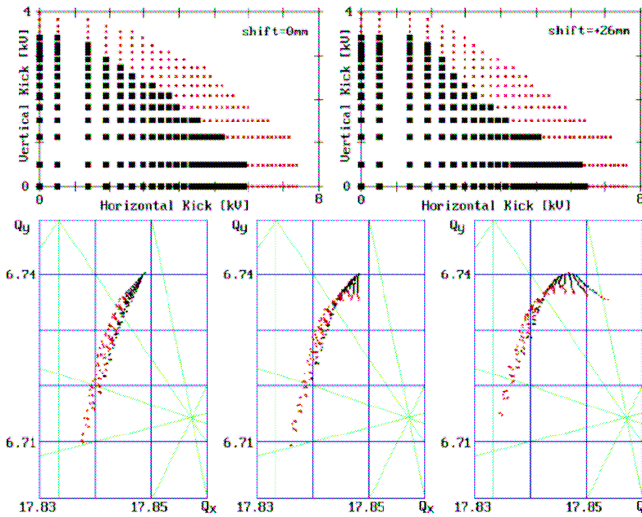 4
shift=0mm
Vertical Kick [kV]
0
0
Horizontal Kick [kV]
8
4
shift=+26mm
Vertical Kick [kV]
0
0
Horizontal Kick [kV]
8
Qy
6.74
6.71
17.83
17.85
Qx
Qy
6.74
6.71
17.83
17.85
Qx
Qy
6.74
6.71
17.83
17.85
Qx